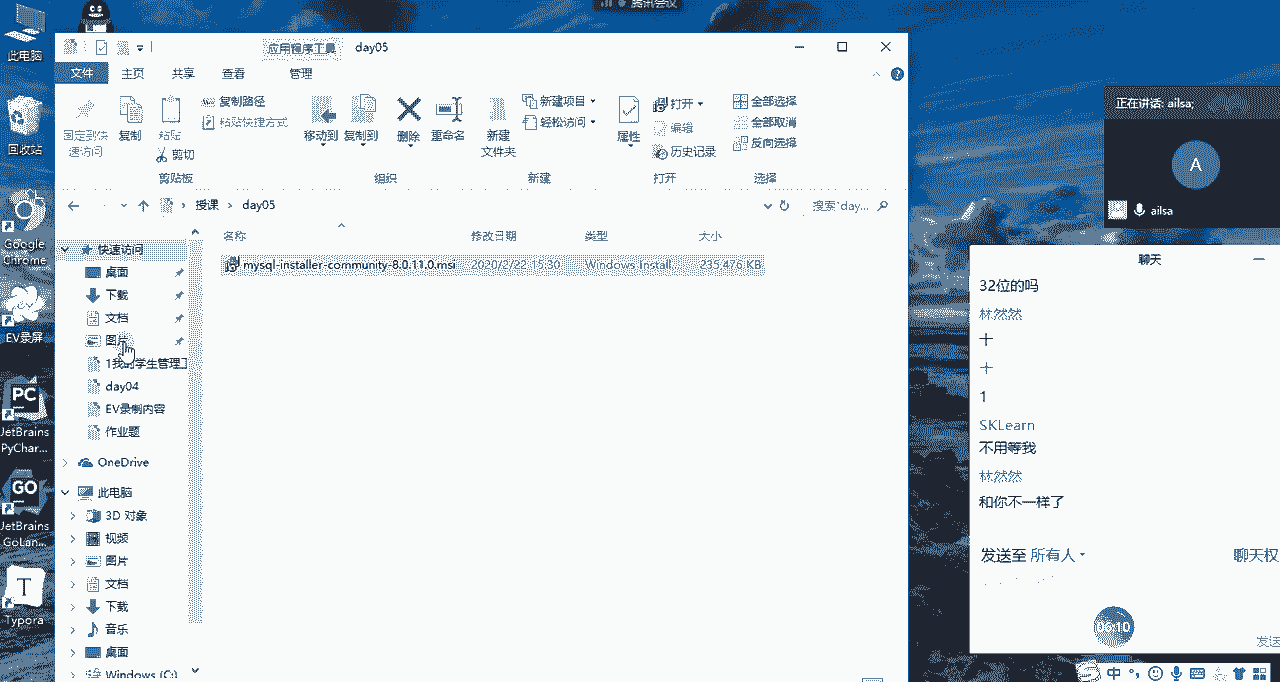 腾讯会议
此电脑
回收站
Google
Chrome
EV录屏
PC
JetBrains
PyChar...
GO
JetBrains
GoLan...
T
Typora
应用程序工具
day05
文件
主页
共享
查看
管理
固定到快
速访问
复制
粘贴
复制路径
粘贴快捷方式
剪切
剪贴板
移动到
复制到
删除
重命名
组织
新建
文件夹
新建项目
轻松访问
新建
属性
打开
编辑
历史记录
打开
全部选择
全部取消
反向选择
选择
授课
day05
搜索"day...
名称
修改日期
类型
大小
mysql-installer-community-8.0.11.0.msi
2020/2/22 15:30
Windows Install...
235,476 KB
快速访问
桌面
下载
文档
1我的学生管理
day04
EV录制内容
作业题
OneDrive
此电脑
3D 对象
视频
图片
文档
下载
音乐
桌面
Windows (C:)
正在讲话: ailsa;
A
ailsa
聊天
32位的吗
林然然
十
十
1
SKLearn
不用等我
林然然
和你不一样了
发送至 所有人
聊天权
06:10
发送
中